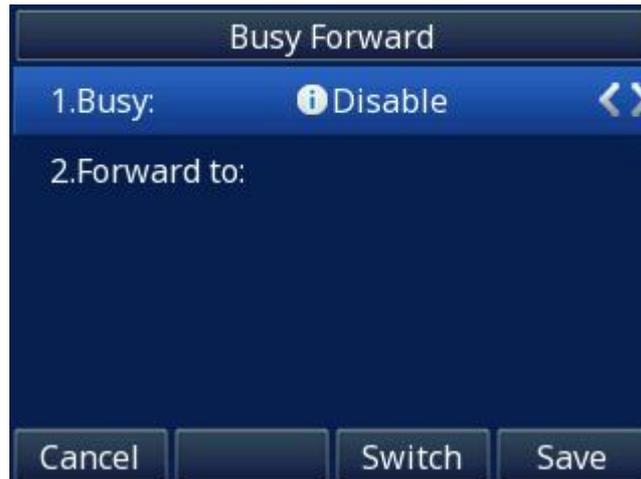 Busy Forward
1.Busy: Disable
2.Forward to:
Cancel Switch Save